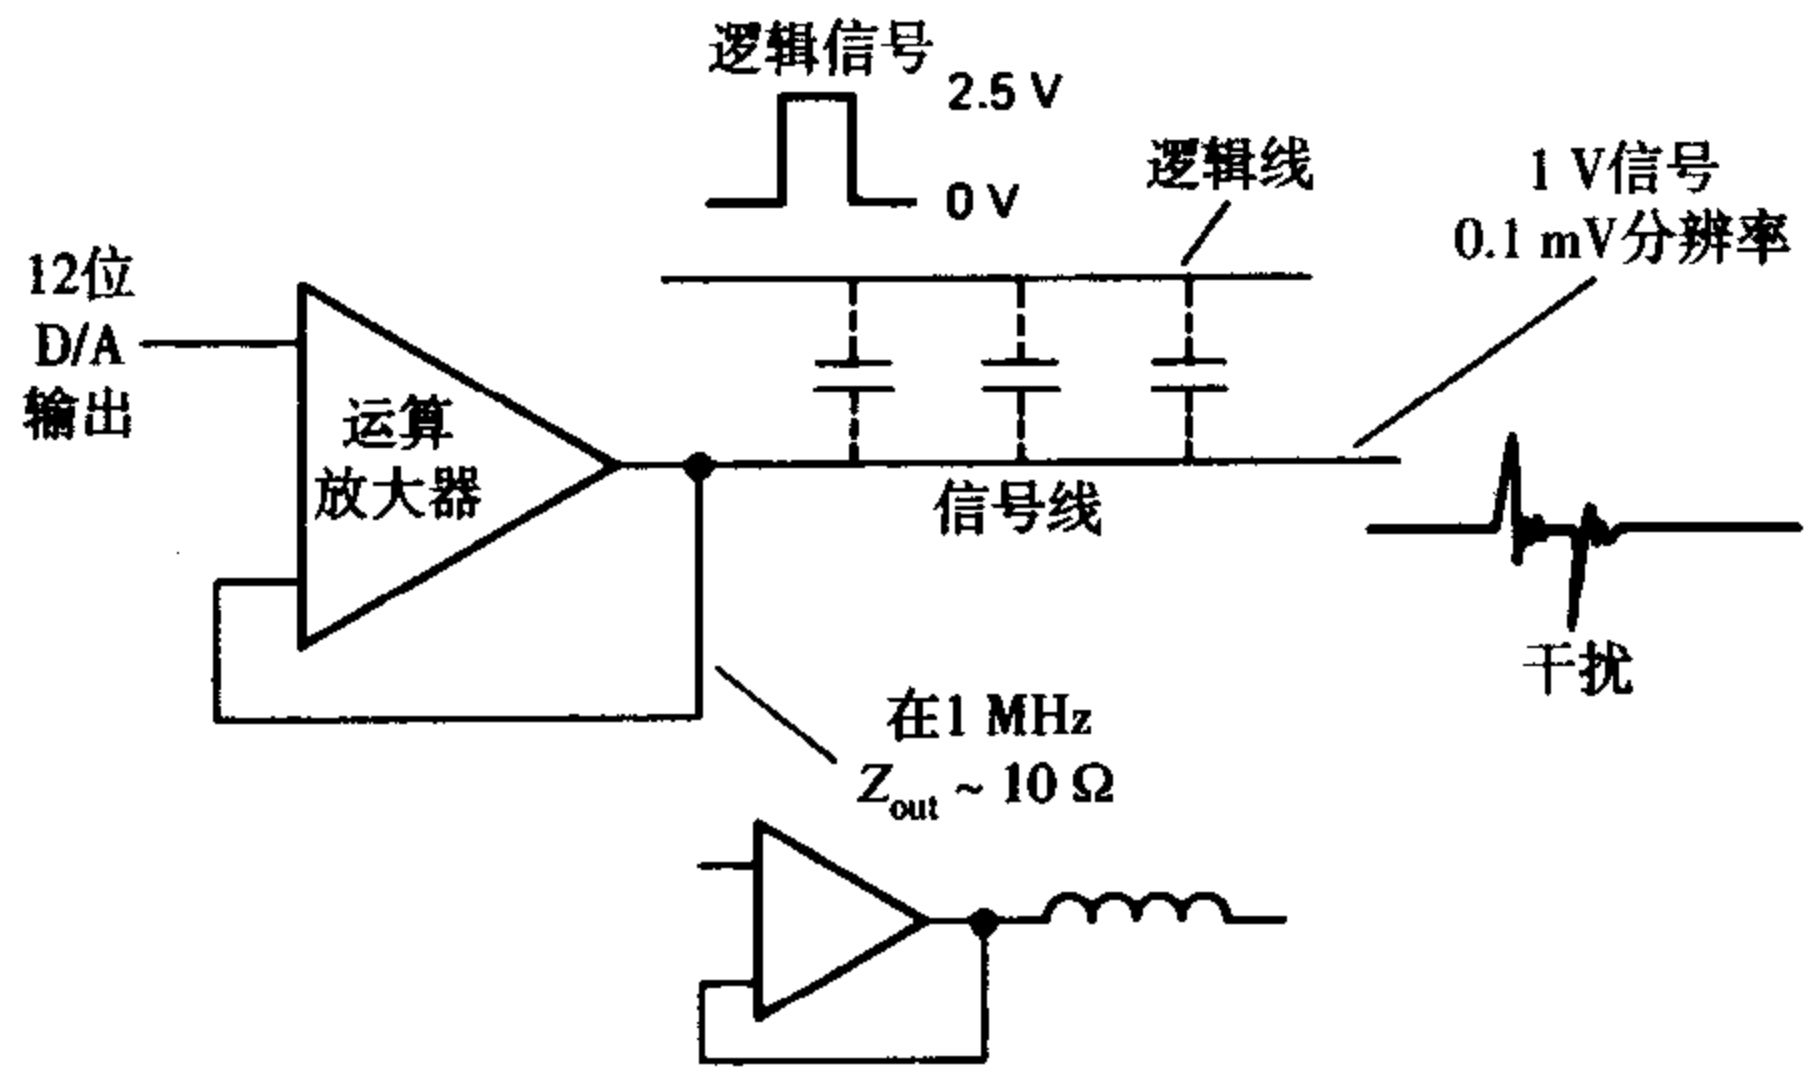 逻辑信号
2.5 V
0 V
逻辑线
1 V信号
0.1 mV分辨率
12位
D/A
输出
运算
放大器
信号线
干扰
在1 MHz
Zout ~ 10 Ω